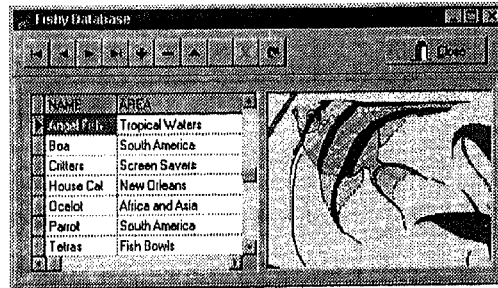 Fishy Database
Close
NAME AREA
Angel Fish Tropical Waters
Boa South America
Critters Screen Savers
House Cat New Orleans
Ocelot Africa and Asia
Parrot South America
Tetras Fish Bowls